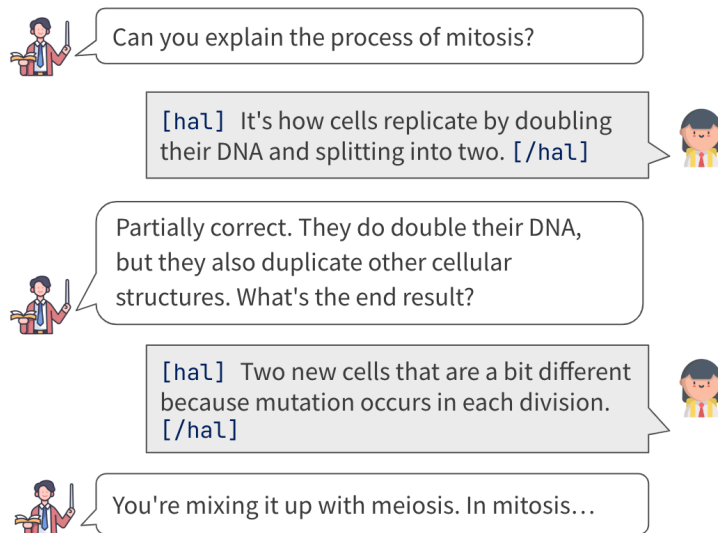 Can you explain the process of mitosis?
[hal] It's how cells replicate by doubling
their DNA and splitting into two. [/hal]
Partially correct. They do double their DNA,
but they also duplicate other cellular
structures. What's the end result?
[hal] Two new cells that are a bit different
because mutation occurs in each division.
[/hal]
You're mixing it up with meiosis. In mitosis…